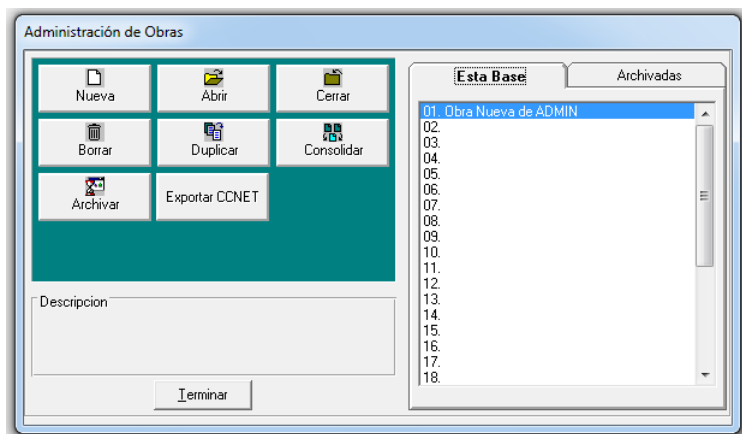 Administración de Obras
Nueva
Abrir
Cerrar
Borrar
Duplicar
Consolidar
Archivar
Exportar CCNET
Descripcion
Terminar
Esta Base
Archivadas
01. Obra Nueva de ADMIN
02.
03.
04.
05.
06.
07.
08.
09.
10.
11.
12.
13.
14.
15.
16.
17.
18.